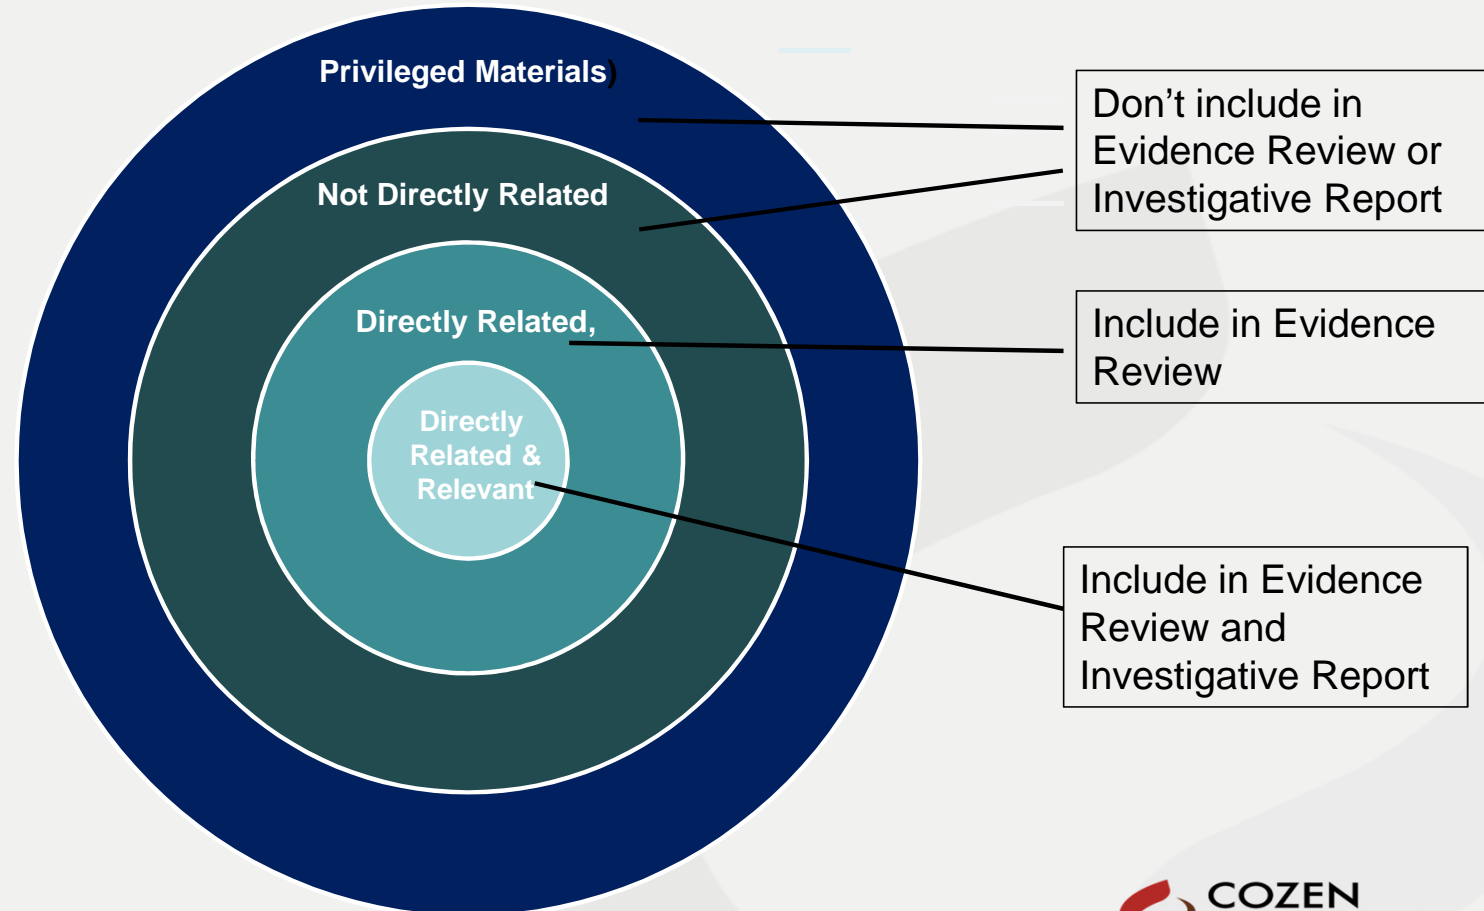 Privileged Materials)
Not Directly Related
Directly Related,
Directly
Related &
Relevant
Don’t include in
Evidence Review or
Investigative Report
Include in Evidence
Review
Include in Evidence
Review and
Investigative Report
COZEN